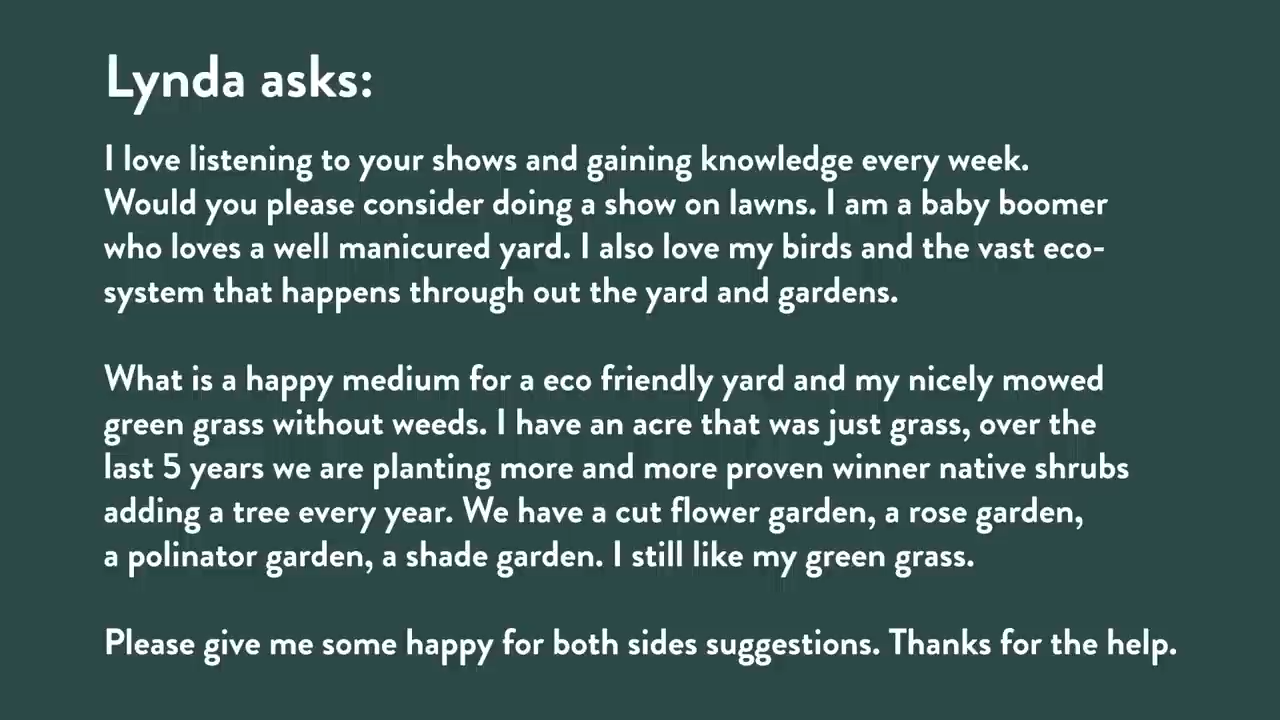 Lynda asks:
I love listening to your shows and gaining knowledge every week.
Would you please consider doing a show on lawns. I am a baby boomer
who loves a well manicured yard. I also love my birds and the vast eco-
system that happens through out the yard and gardens.
What is a happy medium for a eco friendly yard and my nicely mowed
green grass without weeds. I have an acre that was just grass, over the
last 5 years we are planting more and more proven winner native shrubs
adding a tree every year. We have a cut flower garden, a rose garden,
a polinator garden, a shade garden. I still like my green grass.
Please give me some happy for both sides suggestions. Thanks for the help.